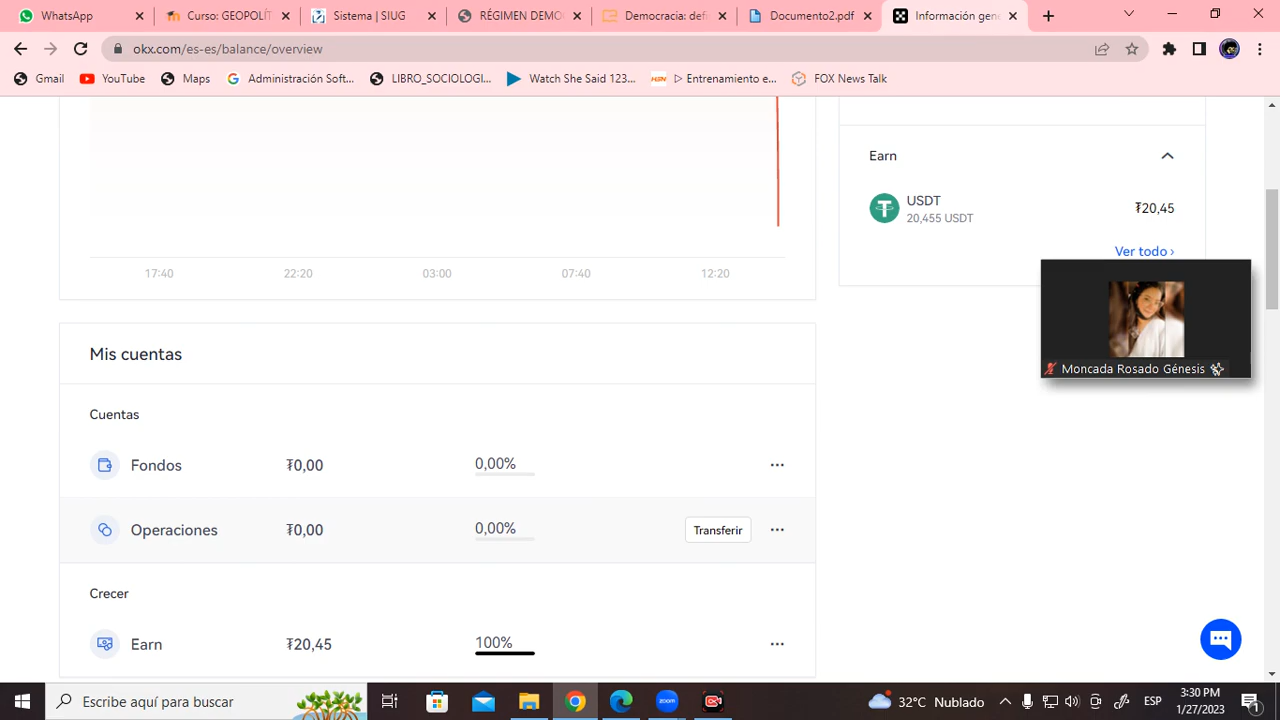 WhatsApp
Curso: GEOPOLÍT
Sistema | SIUG
RÉGIMEN DEMO
Democracia: defi
Documento2.pdf
Información gene
okx.com/es-es/balance/overview
Gmail
YouTube
Maps
Administración Soft...
LIBRO_SOCIOLOGI...
Watch She Said 123...
Entrenamiento e...
FOX News Talk
Earn
USDT
₮20,45
20,455 USDT
Ver todo ›
17:40 22:20 03:00 07:40 12:20
Moncada Rosado Génesis
Mis cuentas
Cuentas
Fondos ₮0,00 0,00% ...
Operaciones ₮0,00 0,00% Transferir ...
Crecer
Earn ₮20,45 100% ...
Escribe aquí para buscar
zoom
32°C Nublado
ESP
3:30 PM
1/27/2023
1